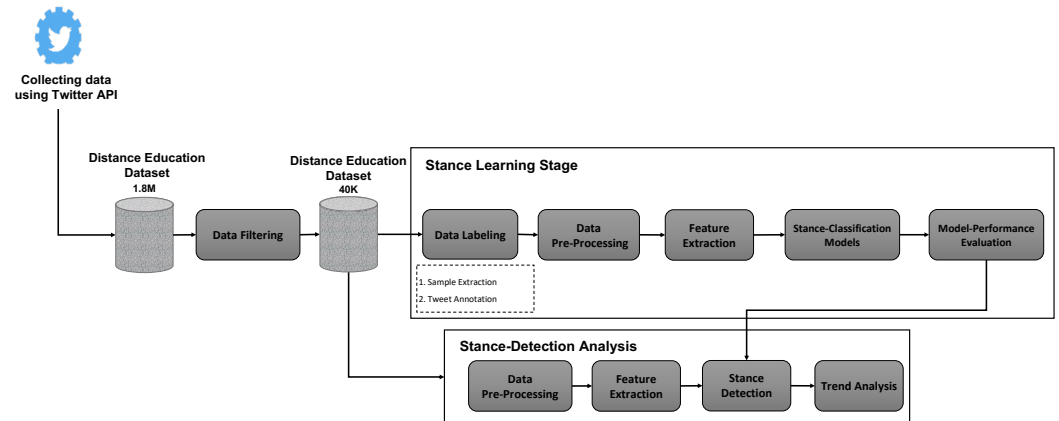 Collecting data
using Twitter API
Distance Education
Dataset
1.8M
Data Filtering
Distance Education
Dataset
40K
Stance Learning Stage
Data Labeling
1. Sample Extraction
2. Tweet Annotation
Data
Pre-Processing
Feature
Extraction
Stance-Classification
Models
Model-Performance
Evaluation
Stance-Detection Analysis
Data
Pre-Processing
Feature
Extraction
Stance
Detection
Trend Analysis